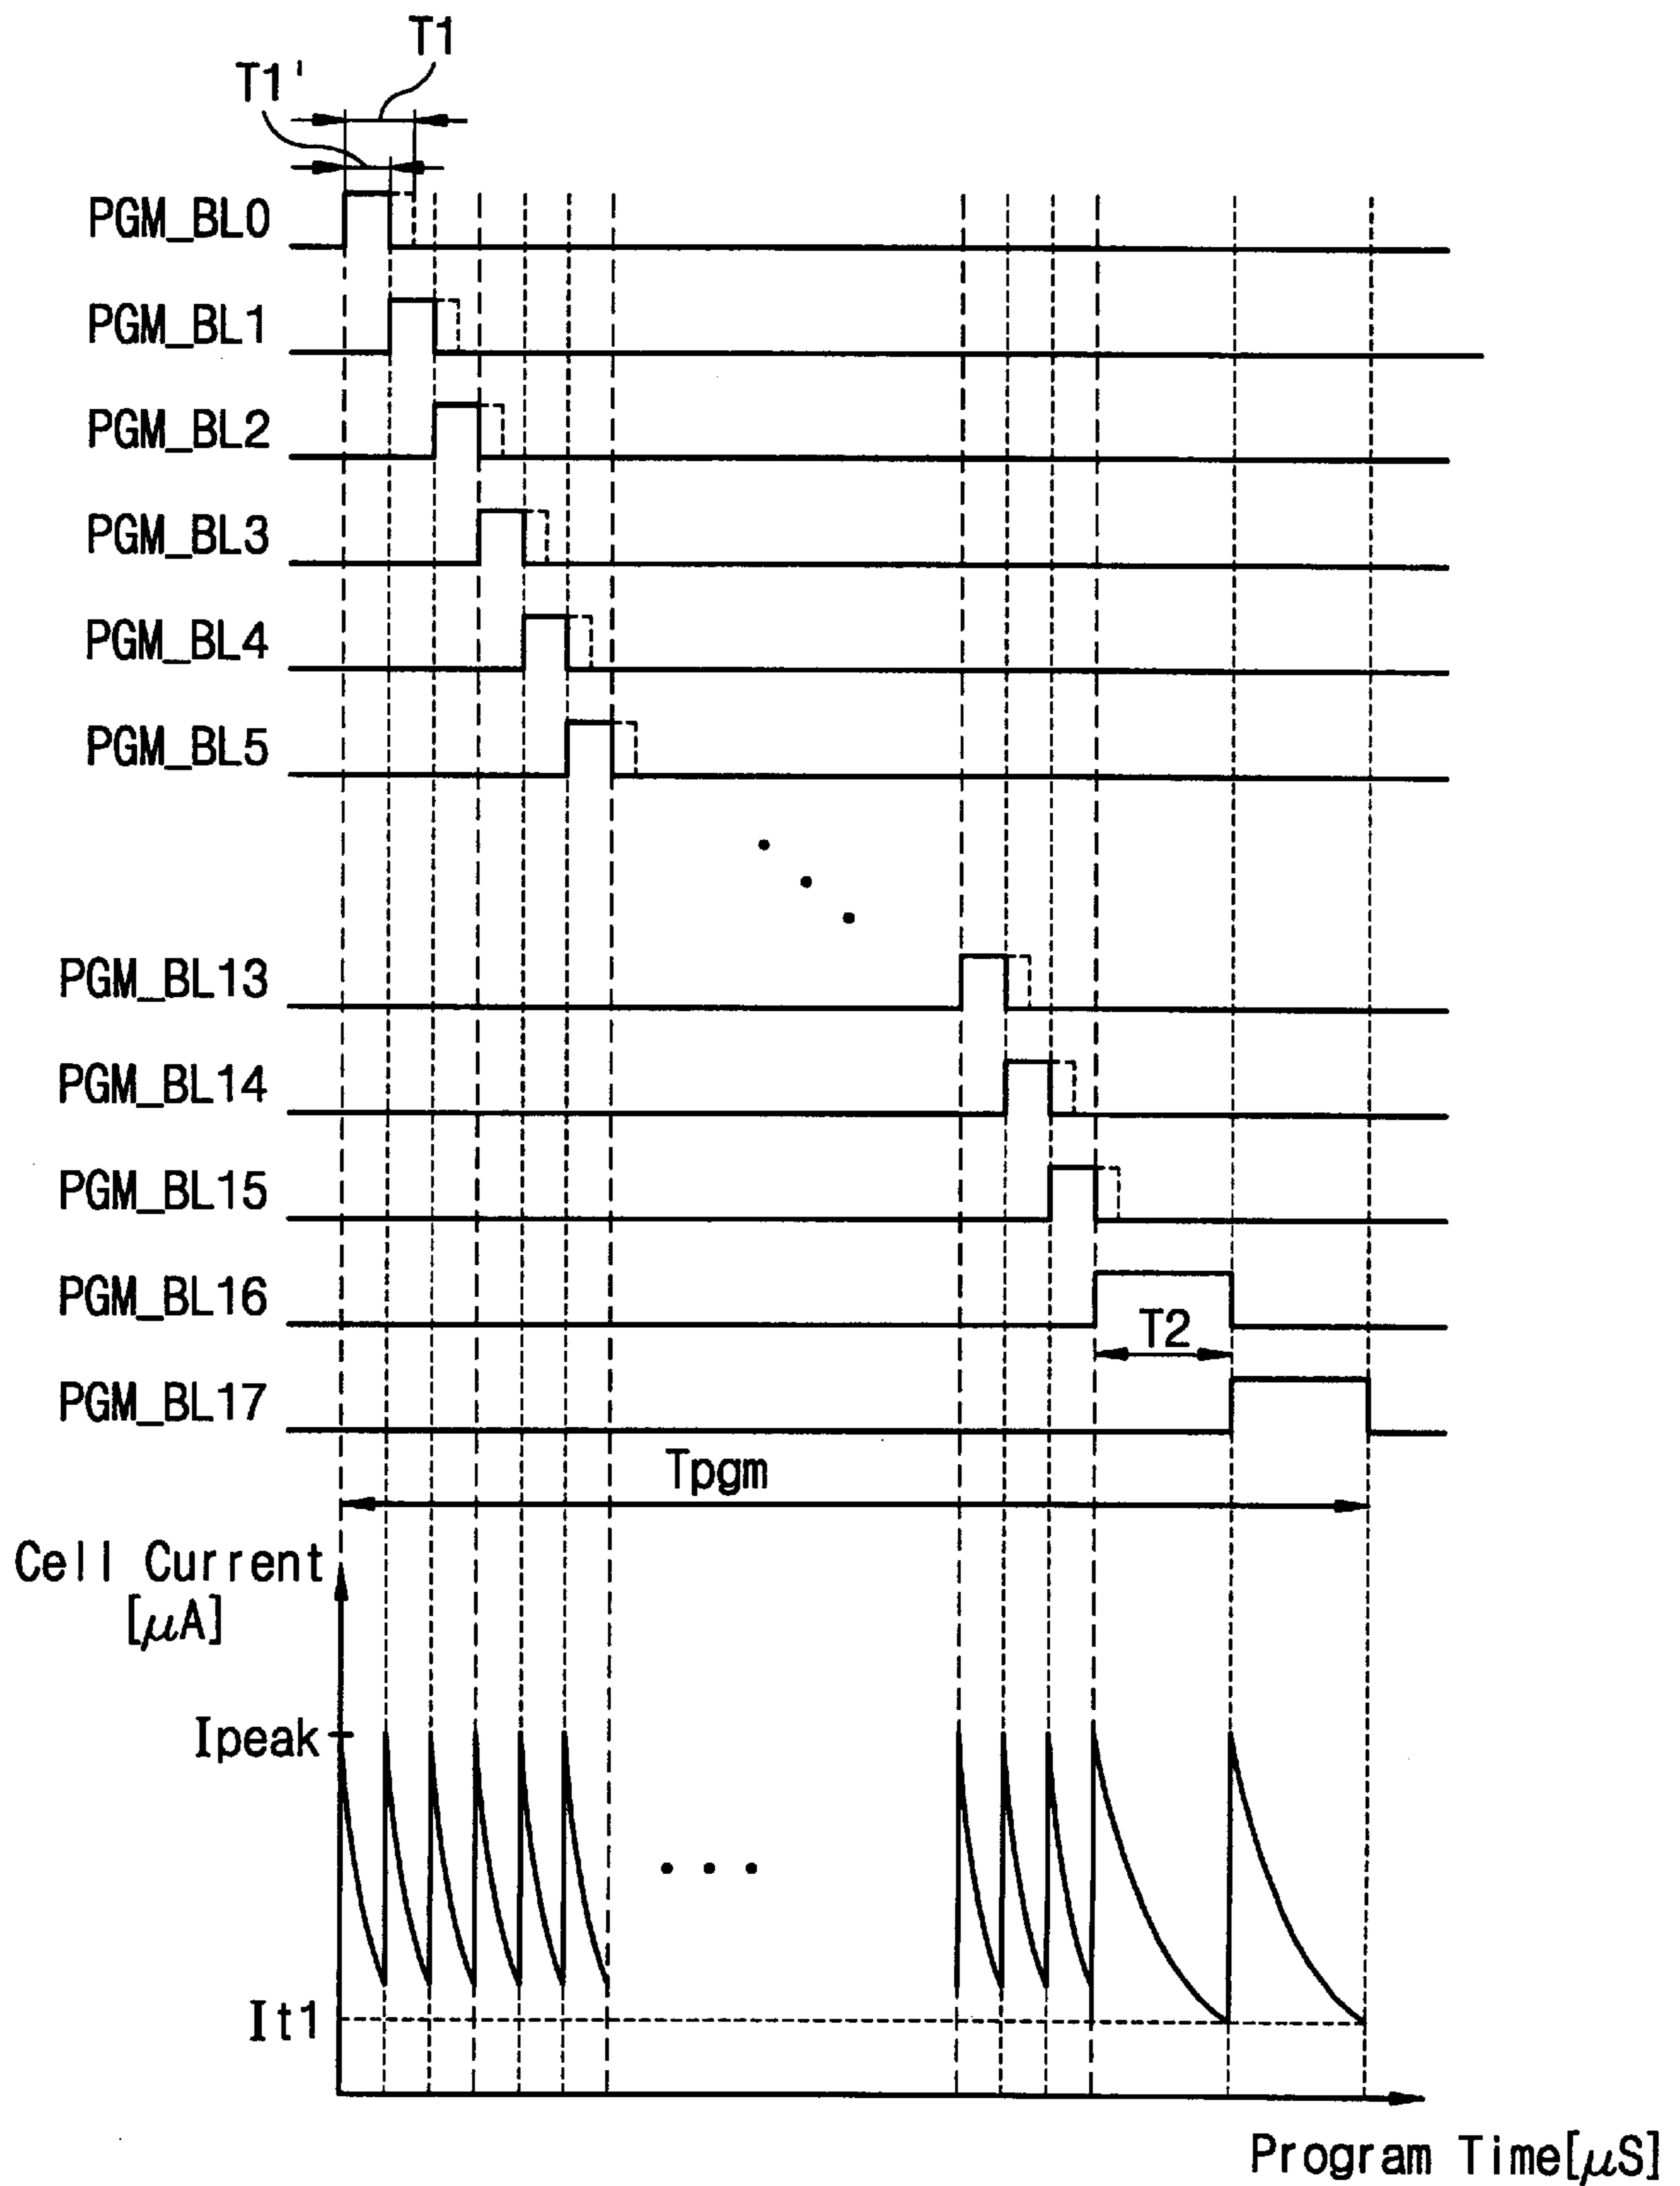 T1
T1'
PGM_BL0
PGM_BL1
PGM_BL2
PGM_BL3
PGM_BL4
PGM_BL5
PGM_BL13
PGM_BL14
PGM_BL15
PGM_BL16
T2
PGM_BL17
Tpgm
Cell Current
[μA]
Ipeak
It1
Program Time[μS]